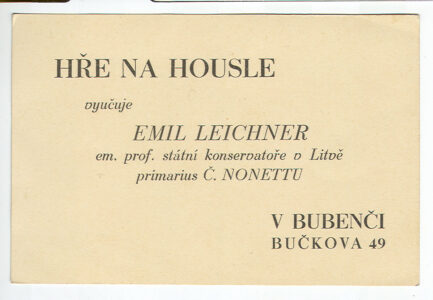 HŘE NA HOUSLE
vyučuje
EMIL LEICHNER
em. prof. státní konservatoře v Litvě
primarius Č. NONETTU
V BUBENČI
BUČKOVA 49